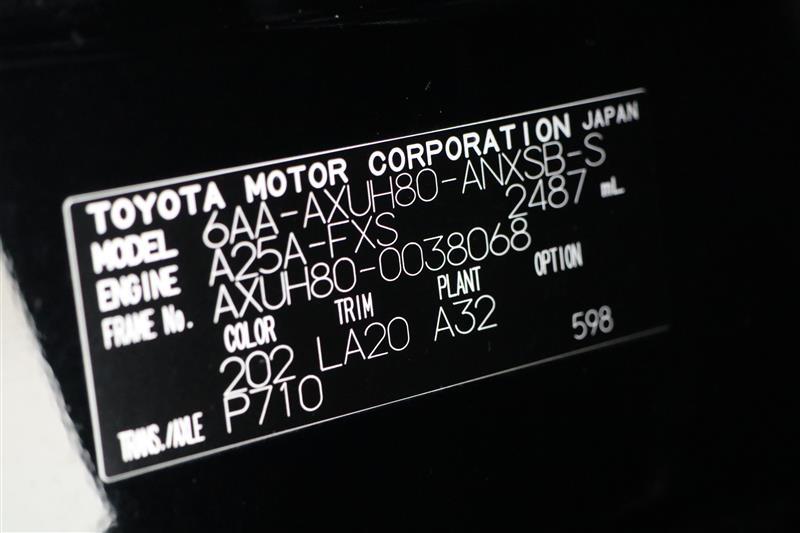 TOYOTA MOTOR CORPORATION JAPAN
MODEL 6AA-AXUH80-ANXSB-S
ENGINE A25A-FXS 2487 mL
FRAME No. AXUH80-0038068
COLOR TRIM PLANT OPTION
202 LA20 A32
TRANS./AXLE P710 598